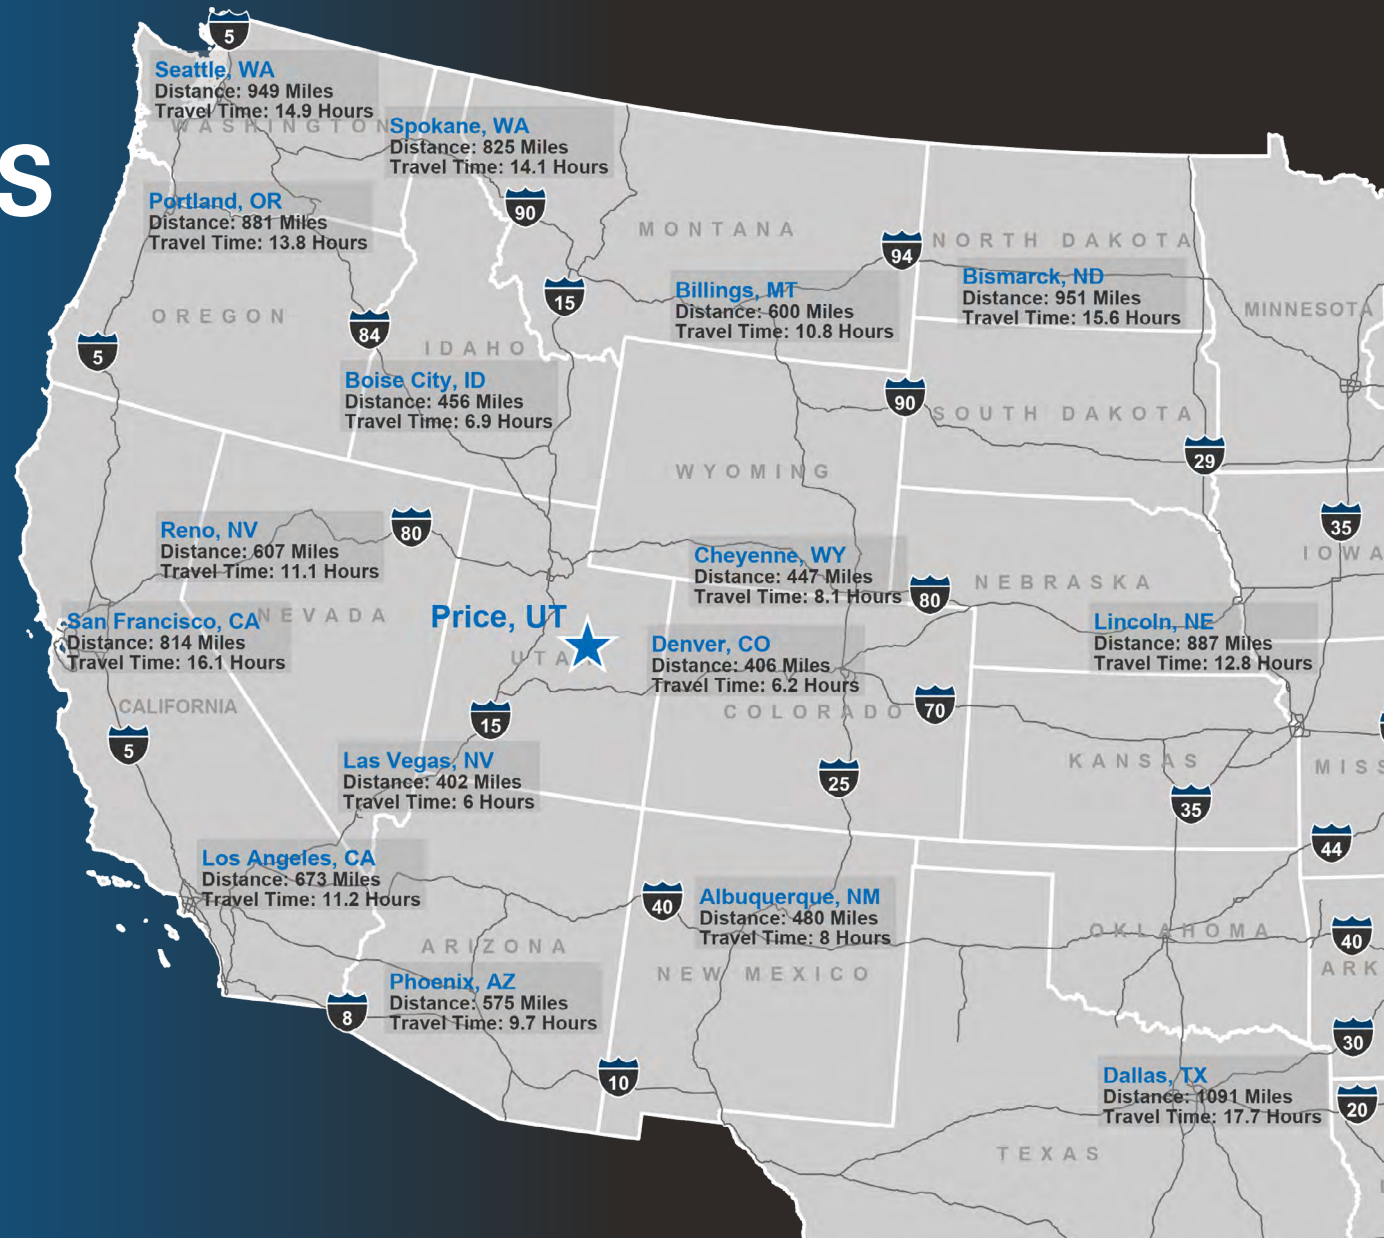 S
5
Seattle, WA
Distance: 949 Miles
Travel Time: 14.9 Hours
WASHINGTON
Spokane, WA
Distance: 825 Miles
Travel Time: 14.1 Hours
Portland, OR
Distance: 881 Miles
Travel Time: 13.8 Hours
90
MONTANA
94
NORTH DAKOTA
Bismarck, ND
Distance: 951 Miles
Travel Time: 15.6 Hours
Billings, MT
Distance: 600 Miles
Travel Time: 10.8 Hours
15
MINNESOTA
OREGON
84
5
IDAHO
Boise City, ID
Distance: 456 Miles
Travel Time: 6.9 Hours
90
SOUTH DAKOTA
29
WYOMING
35
IOWA
Reno, NV
Distance: 607 Miles
Travel Time: 11.1 Hours
80
Cheyenne, WY
Distance: 447 Miles
Travel Time: 8.1 Hours
80
NEBRASKA
NEVADA
San Francisco, CA
Distance: 814 Miles
Travel Time: 16.1 Hours
Price, UT
UTA
Denver, CO
Distance: 406 Miles
Travel Time: 6.2 Hours
Lincoln, NE
Distance: 887 Miles
Travel Time: 12.8 Hours
CALIFORNIA
5
15
COLORADO
70
Las Vegas, NV
Distance: 402 Miles
Travel Time: 6 Hours
25
KANSAS
35
MISS
44
Los Angeles, CA
Distance: 673 Miles
Travel Time: 11.2 Hours
40
Albuquerque, NM
Distance: 480 Miles
Travel Time: 8 Hours
OKLAHOMA
40
ARIZONA
NEW MEXICO
ARK
Phoenix, AZ
Distance: 575 Miles
Travel Time: 9.7 Hours
8
10
30
Dallas, TX
Distance: 1091 Miles
Travel Time: 17.7 Hours
20
TEXAS